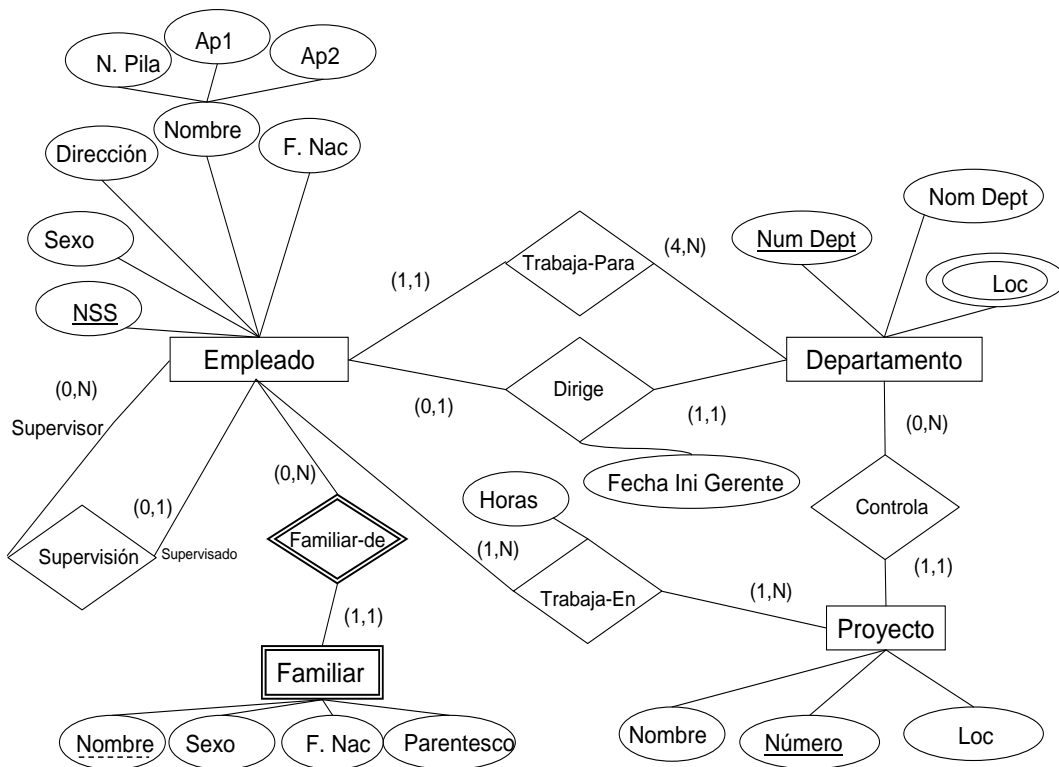 Ap1
N. Pila
Ap2
Nombre
Dirección
F. Nac
Nom Dept
Sexo
Num Dept
(4,N)
Trabaja-Para
(1,1)
Loc
NSS
Empleado
Departamento
(0,N)
Dirige
(0,1)
(1,1)
Supervisor
(0,N)
(0,N)
Fecha Ini Gerente
Horas
(0,1)
Controla
Familiar-de
(1,N)
Supervisión
Supervisado
(1,1)
(1,N)
Trabaja-En
(1,1)
Proyecto
Familiar
Nombre
Sexo
F. Nac
Parentesco
Nombre
Número
Loc